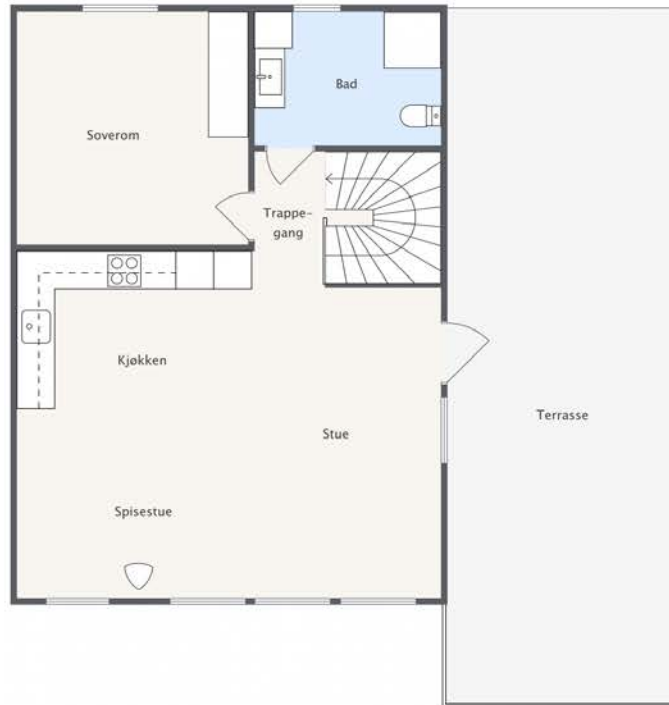 Bad
Soverom
Trappe-
gang
Kjøkken
Terrasse
Stue
Spisestue